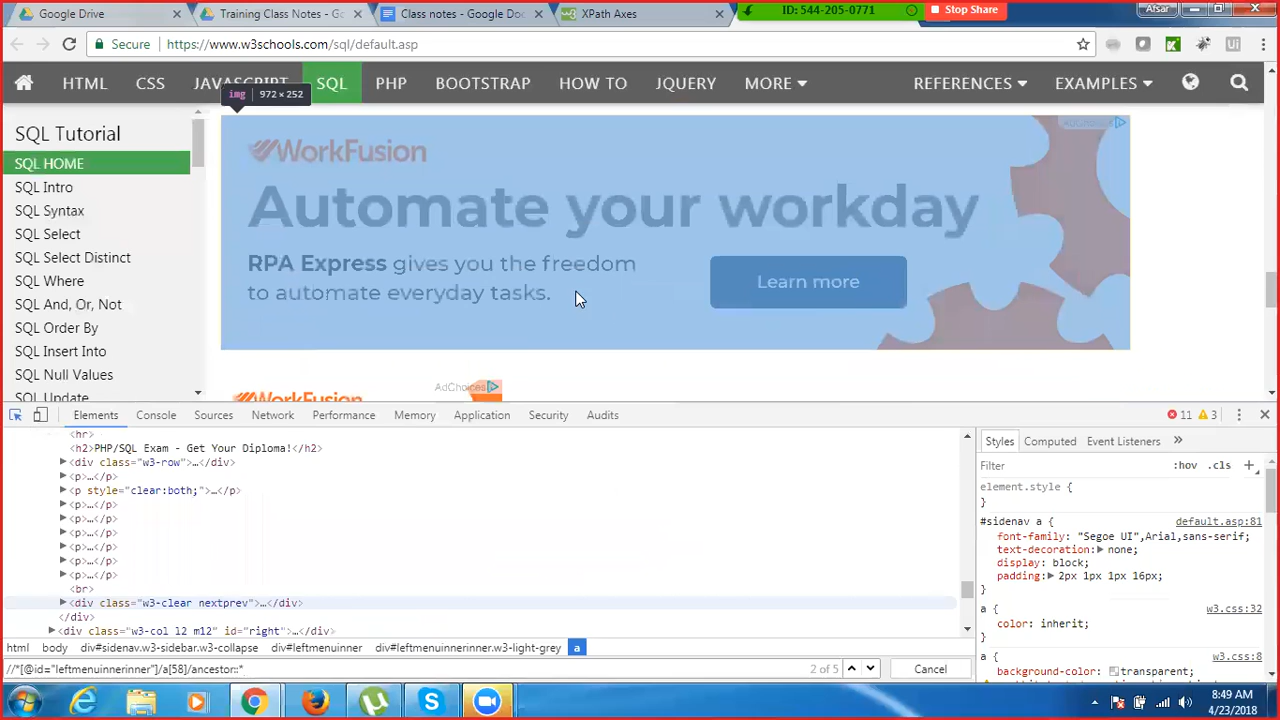 Google Drive
Training Class Notes - Go
Class notes - Google Doc
XPath Axes
ID: 544-205-0771
Stop Share
Afsar
Secure
https://www.w3schools.com/sql/default.asp
HTML
CSS
JAVASCRIPT
SQL
PHP
BOOTSTRAP
HOW TO
JQUERY
MORE
REFERENCES
EXAMPLES
img 972 × 252
SQL Tutorial
SQL HOME
SQL Intro
SQL Syntax
SQL Select
SQL Select Distinct
SQL Where
SQL And, Or, Not
SQL Order By
SQL Insert Into
SQL Null Values
SQL Update
AdChoices
WorkFusion
Automate your workday
RPA Express gives you the freedom
to automate everyday tasks.
Learn more
AdChoices
WorkFusion
Elements
Console
Sources
Network
Performance
Memory
Application
Security
Audits
11
3
<hr>
<h2>PHP/SQL Exam - Get Your Diploma!</h2>
<div class="w3-row">…</div>
<p>…</p>
<p style="clear:both;">…</p>
<p>…</p>
<p>…</p>
<p>…</p>
<p>…</p>
<p>…</p>
<p>…</p>
<br>
<div class="w3-clear nextprev">…</div>
</div>
<div class="w3-col l2 m12" id="right">…</div>
html
body
div#sidenav.w3-sidebar.w3-collapse
div#leftmenuinner
div#leftmenuinnerinner.w3-light-grey
a
//*[@id="leftmenuinnerinner"]/a[58]/ancestor::*
2 of 5
Cancel
Styles
Computed
Event Listeners
»
Filter
:hov
.cls
+
element.style {
}
#sidenav a {
default.asp:81
font-family: "Segoe UI",Arial,sans-serif;
text-decoration: none;
display: block;
padding: 2px 1px 1px 16px;
}
a {
w3.css:32
color: inherit;
}
a {
w3.css:8
background-color: transparent;
8:49 AM
4/23/2018